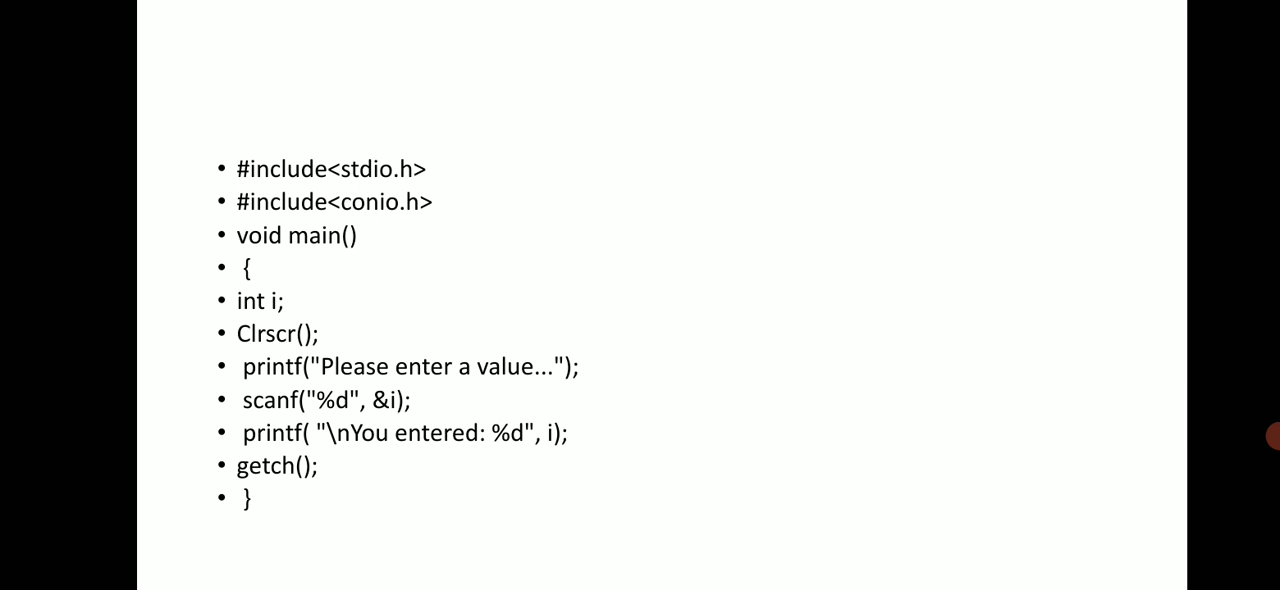 • #include<stdio.h>
• #include<conio.h>
• void main()
• {
• int i;
• Clrscr();
• printf("Please enter a value...");
• scanf("%d", &i);
• printf( "\nYou entered: %d", i);
• getch();
• }